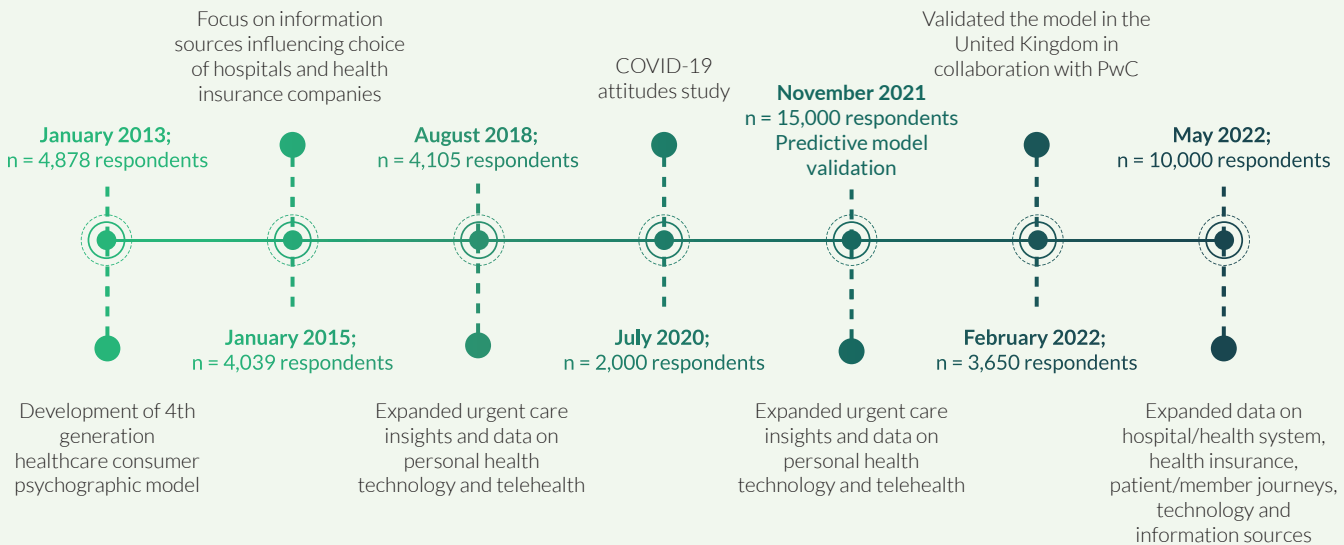 Focus on information
sources influencing choice
of hospitals and health
insurance companies
Validated the model in the
United Kingdom in
collaboration with PwC
COVID-19
attitudes study
January 2013;
n = 4,878 respondents
August 2018;
n = 4,105 respondents
November 2021
n = 15,000 respondents
Predictive model
validation
May 2022;
n = 10,000 respondents
January 2015;
n = 4,039 respondents
July 2020;
n = 2,000 respondents
February 2022;
n = 3,650 respondents
Development of 4th
generation
healthcare consumer
psychographic model
Expanded urgent care
insights and data on
personal health
technology and telehealth
Expanded urgent care
insights and data on
personal health
technology and telehealth
Expanded data on
hospital/health system,
health insurance,
patient/member journeys,
technology and
information sources